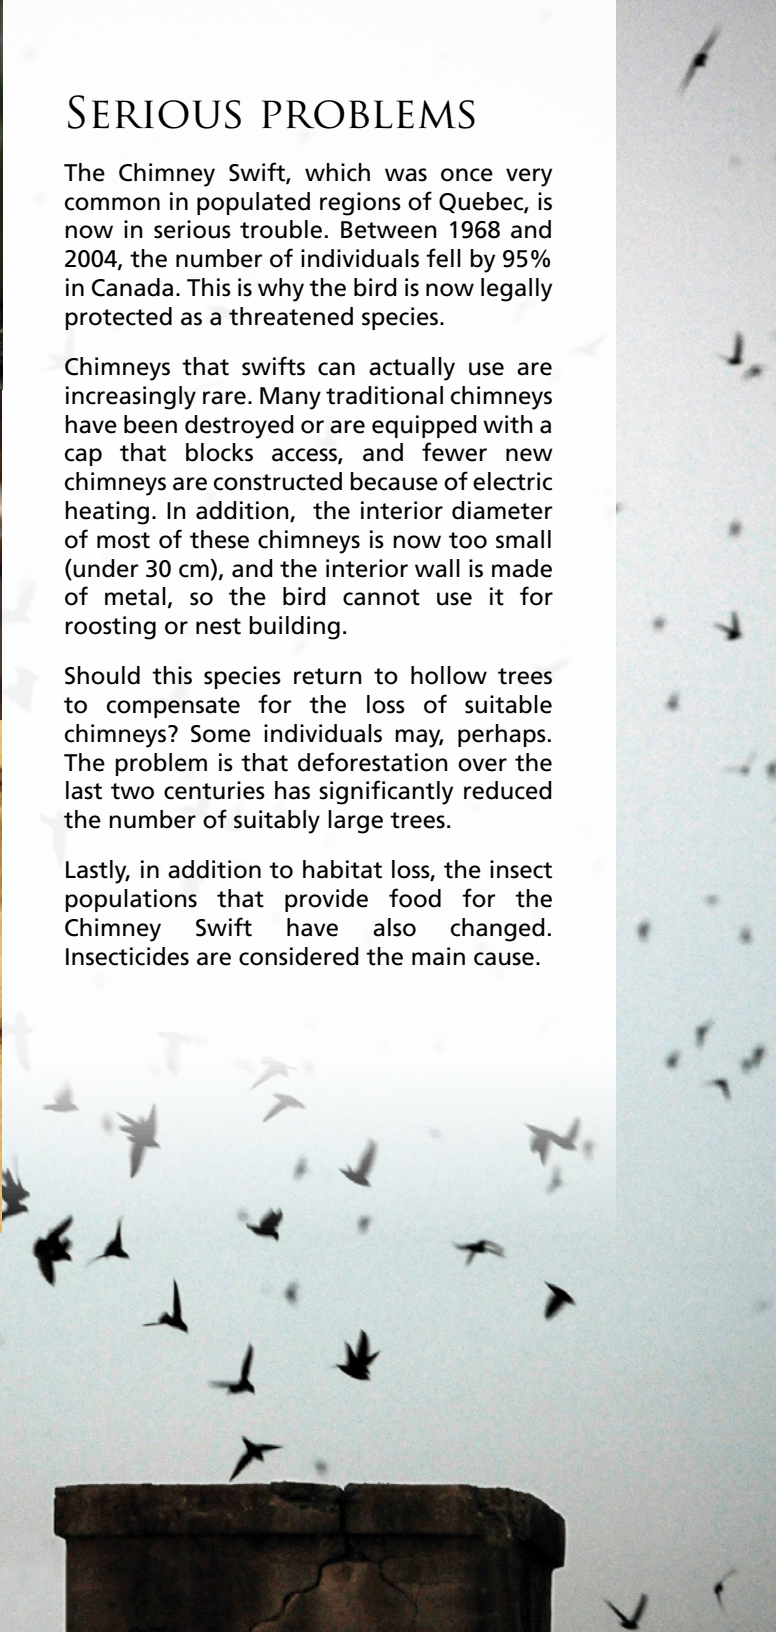 Serious problems
The Chimney Swift, which was once very
common in populated regions of Quebec, is
now in serious trouble. Between 1968 and
2004, the number of individuals fell by 95%
in Canada. This is why the bird is now legally
protected as a threatened species.
Chimneys that swifts can actually use are
increasingly rare. Many traditional chimneys
have been destroyed or are equipped with a
cap that blocks access, and fewer new
chimneys are constructed because of electric
heating. In addition, the interior diameter
of most of these chimneys is now too small
(under 30 cm), and the interior wall is made
of metal, so the bird cannot use it for
roosting or nest building.
Should this species return to hollow trees
to compensate for the loss of suitable
chimneys? Some individuals may, perhaps.
The problem is that deforestation over the
last two centuries has significantly reduced
the number of suitably large trees.
Lastly, in addition to habitat loss, the insect
populations that provide food for the
Chimney Swift have also changed.
Insecticides are considered the main cause.